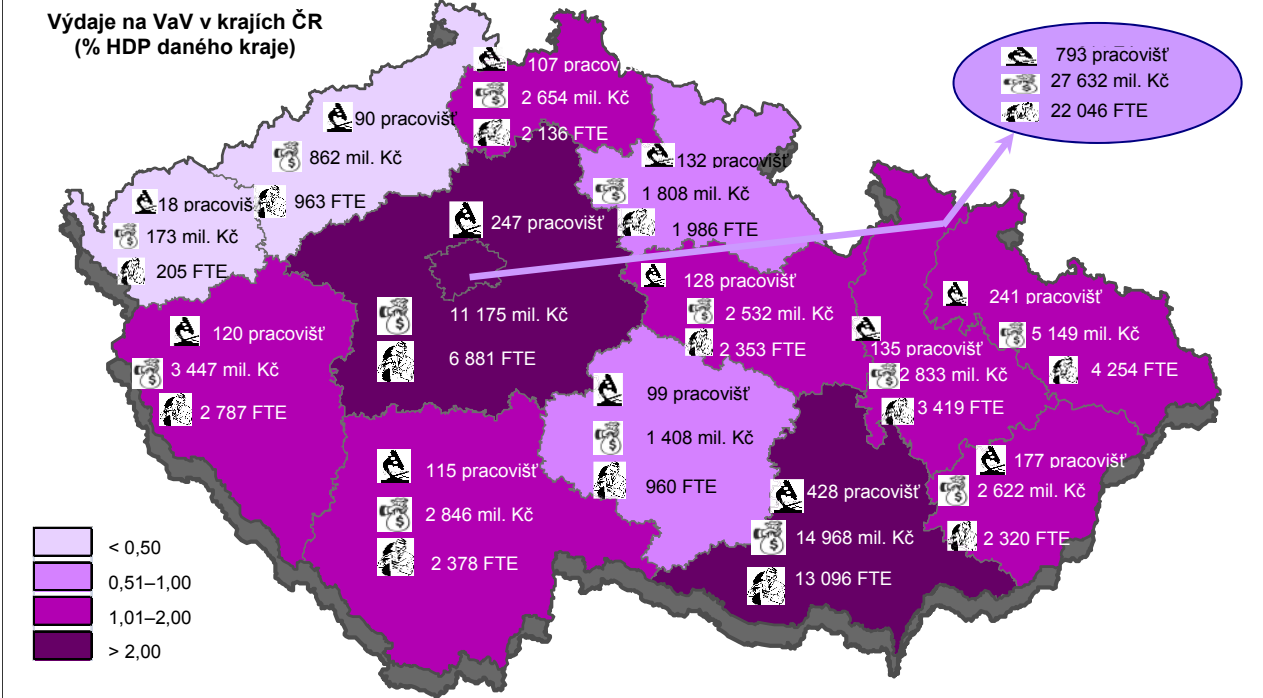 Výdaje na VaV v krajích ČR
(% HDP daného kraje)
793 pracovišť
27 632 mil. Kč
22 046 FTE
107 pracovišť
2 654 mil. Kč
2 136 FTE
90 pracovišť
862 mil. Kč
963 FTE
132 pracovišť
1 808 mil. Kč
1 986 FTE
18 pracovišť
173 mil. Kč
205 FTE
247 pracovišť
11 175 mil. Kč
6 881 FTE
128 pracovišť
2 532 mil. Kč
2 353 FTE
241 pracovišť
5 149 mil. Kč
4 254 FTE
120 pracovišť
3 447 mil. Kč
2 787 FTE
135 pracovišť
2 833 mil. Kč
3 419 FTE
99 pracovišť
1 408 mil. Kč
960 FTE
115 pracovišť
2 846 mil. Kč
2 378 FTE
428 pracovišť
14 968 mil. Kč
13 096 FTE
177 pracovišť
2 622 mil. Kč
2 320 FTE
< 0,50
0,51–1,00
1,01–2,00
> 2,00